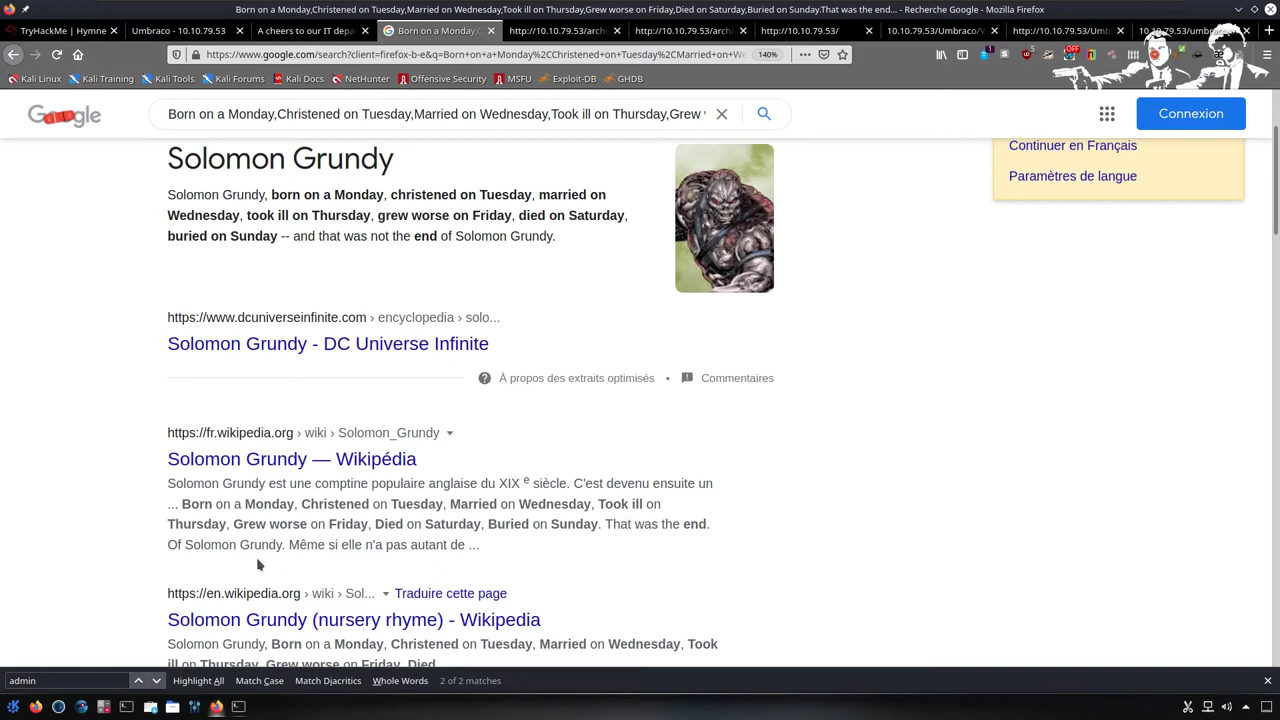 Born on a Monday,Christened on Tuesday,Married on Wednesday,Took ill on Thursday,Grew worse on Friday,Died on Saturday,Buried on Sunday.That was the end... - Recherche Google - Mozilla Firefox
TryHackMe | Hymne
Umbraco - 10.10.79.53
A cheers to our IT depar
Born on a Monday,C
http://10.10.79.53/archi
http://10.10.79.53/archi
http://10.10.79.53/
10.10.79.53/Umbraco/
http://10.10.79.53/Umb
10.10.79.53/umbraco
https://www.google.com/search?client=firefox-b-e&q=Born+on+a+Monday%2CChristened+on+Tuesday%2CMarried+on+We
140%
Kali Linux
Kali Training
Kali Tools
Kali Forums
Kali Docs
NetHunter
Offensive Security
MSFU
Exploit-DB
GHDB
Google
Born on a Monday,Christened on Tuesday,Married on Wednesday,Took ill on Thursday,Grew
Connexion
Solomon Grundy
Continuer en Français
Paramètres de langue
Solomon Grundy, born on a Monday, christened on Tuesday, married on
Wednesday, took ill on Thursday, grew worse on Friday, died on Saturday,
buried on Sunday -- and that was not the end of Solomon Grundy.
https://www.dcuniverseinfinite.com › encyclopedia › solo...
Solomon Grundy - DC Universe Infinite
À propos des extraits optimisés • Commentaires
https://fr.wikipedia.org › wiki › Solomon_Grundy
Solomon Grundy — Wikipédia
Solomon Grundy est une comptine populaire anglaise du XIX e siècle. C'est devenu ensuite un
... Born on a Monday, Christened on Tuesday, Married on Wednesday, Took ill on
Thursday, Grew worse on Friday, Died on Saturday, Buried on Sunday. That was the end.
Of Solomon Grundy. Même si elle n'a pas autant de ...
https://en.wikipedia.org › wiki › Sol... Traduire cette page
Solomon Grundy (nursery rhyme) - Wikipedia
Solomon Grundy, Born on a Monday, Christened on Tuesday, Married on Wednesday, Took
ill on Thursday, Grew worse on Friday, Died
admin
Highlight All
Match Case
Match Diacritics
Whole Words
2 of 2 matches